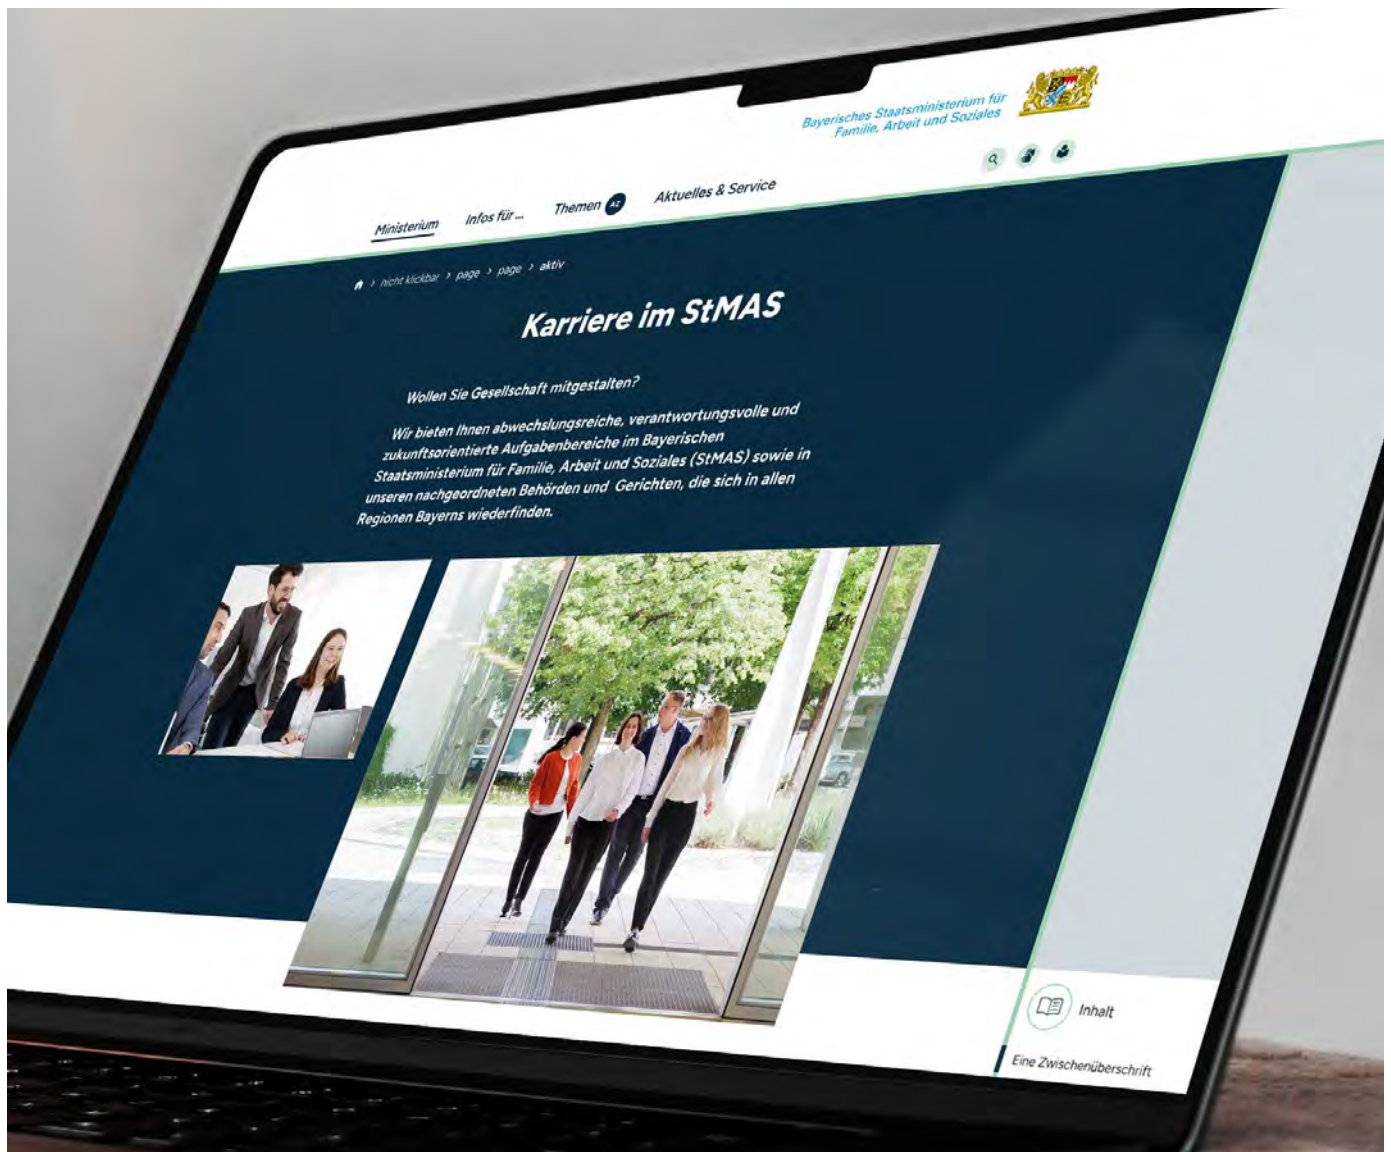 Bayerisches Staatsministerium für
Familie, Arbeit und Soziales
Ministerium
Infos für ...
Themen AZ
Aktuelles & Service
> nicht klickbar > page > page > aktiv
Karriere im StMAS
Wollen Sie Gesellschaft mitgestalten?
Wir bieten Ihnen abwechslungsreiche, verantwortungsvolle und
zukunftsorientierte Aufgabenbereiche im Bayerischen
Staatsministerium für Familie, Arbeit und Soziales (StMAS) sowie in
unseren nachgeordneten Behörden und Gerichten, die sich in allen
Regionen Bayerns wiederfinden.
Inhalt
Eine Zwischenüberschrift